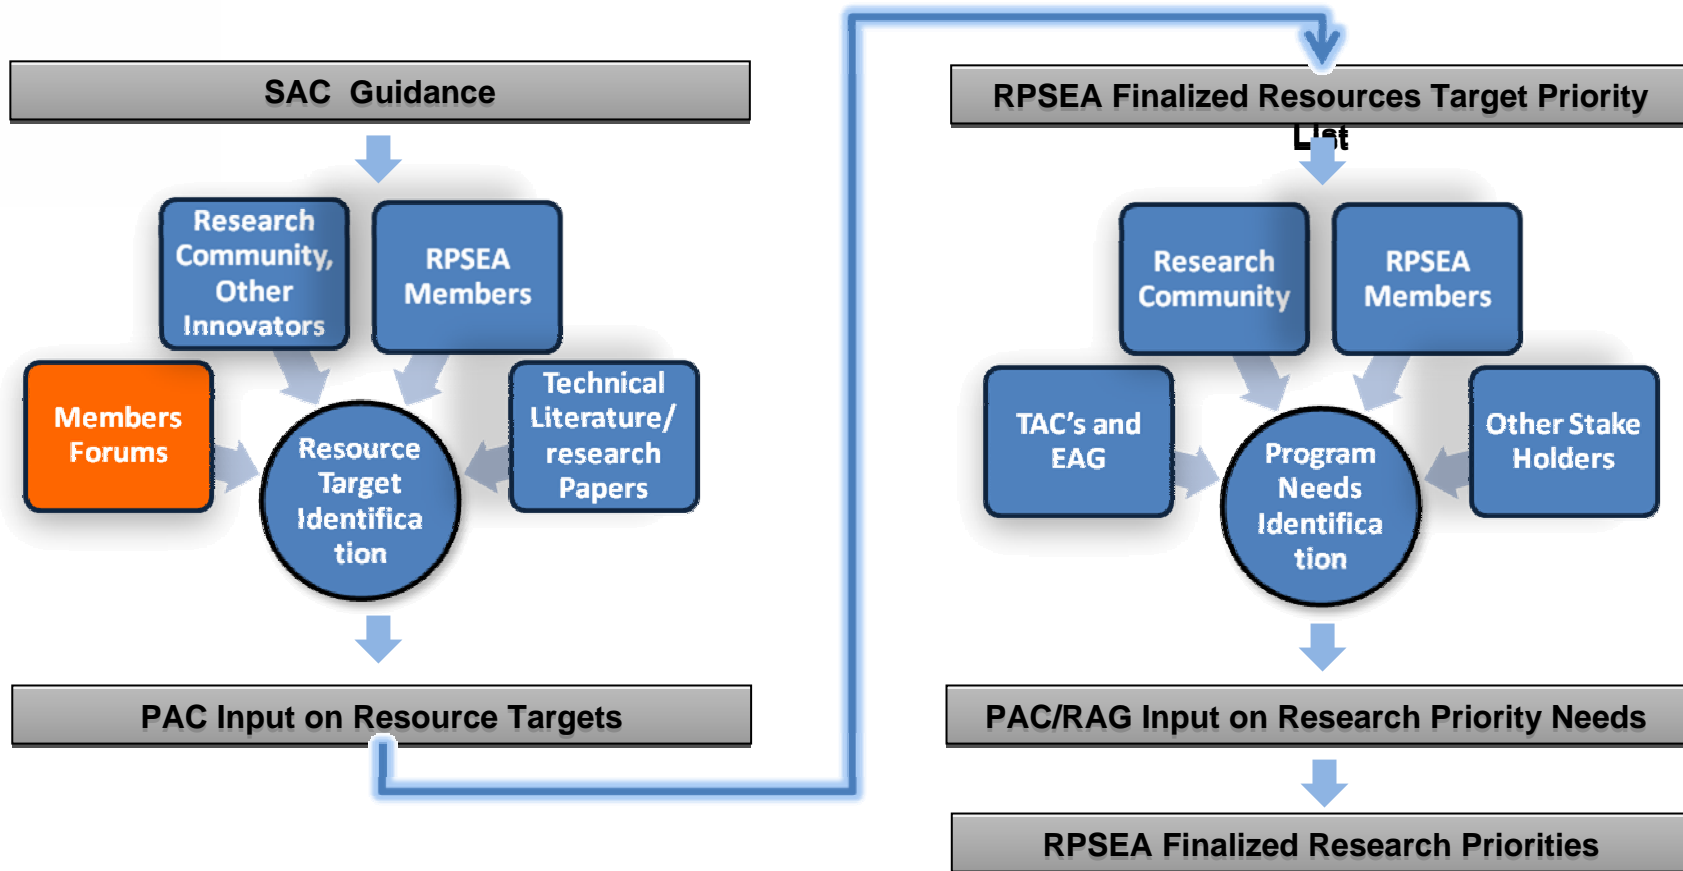 SAC Guidance
Research
Community,
Other
Innovators
RPSEA
Members
Members
Forums
Technical
Literature/
research
Papers
Resource
Target
Identifica
tion
PAC Input on Resource Targets
RPSEA Finalized Resources Target Priority
List
Research
Community
RPSEA
Members
TAC's and
EAG
Other Stake
Holders
Program
Needs
Identifica
tion
PAC/RAG Input on Research Priority Needs
RPSEA Finalized Research Priorities